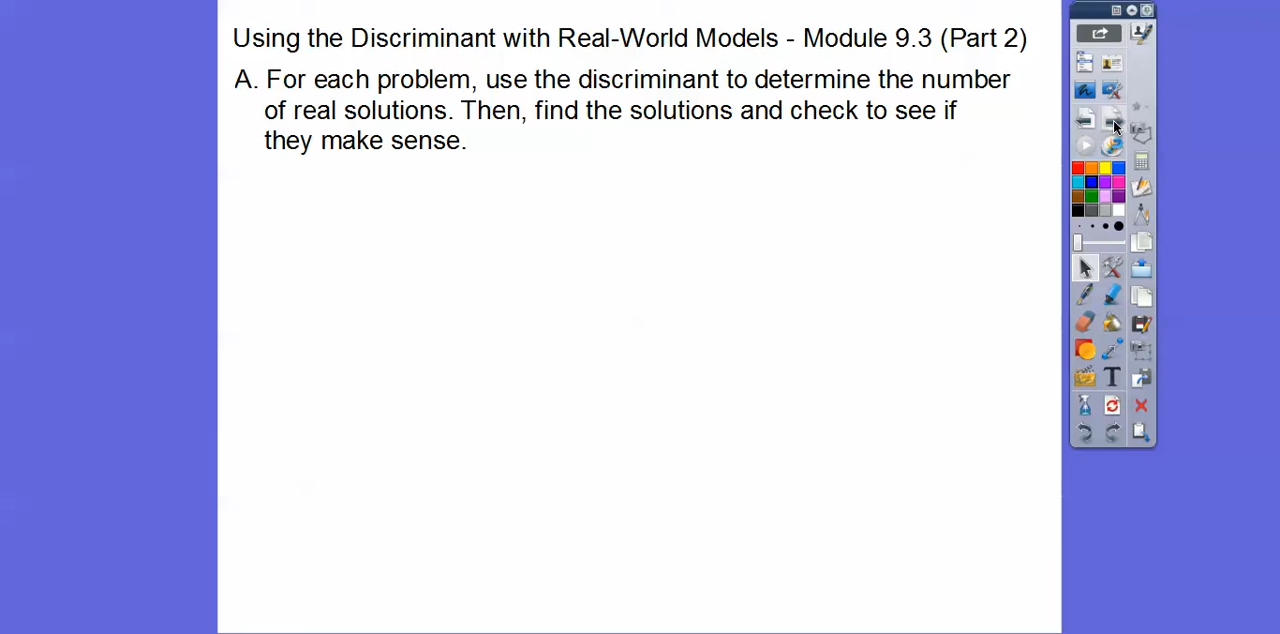 Using the Discriminant with Real-World Models - Module 9.3 (Part 2)
A. For each problem, use the discriminant to determine the number
of real solutions. Then, find the solutions and check to see if
they make sense.
T